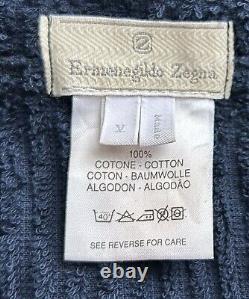 Z
Ermenegildo Zegna
100%
COTONE - COTTON
COTON - BAUMWOLLE
ALGODON - ALGODÃO
40°
SEE REVERSE FOR CARE